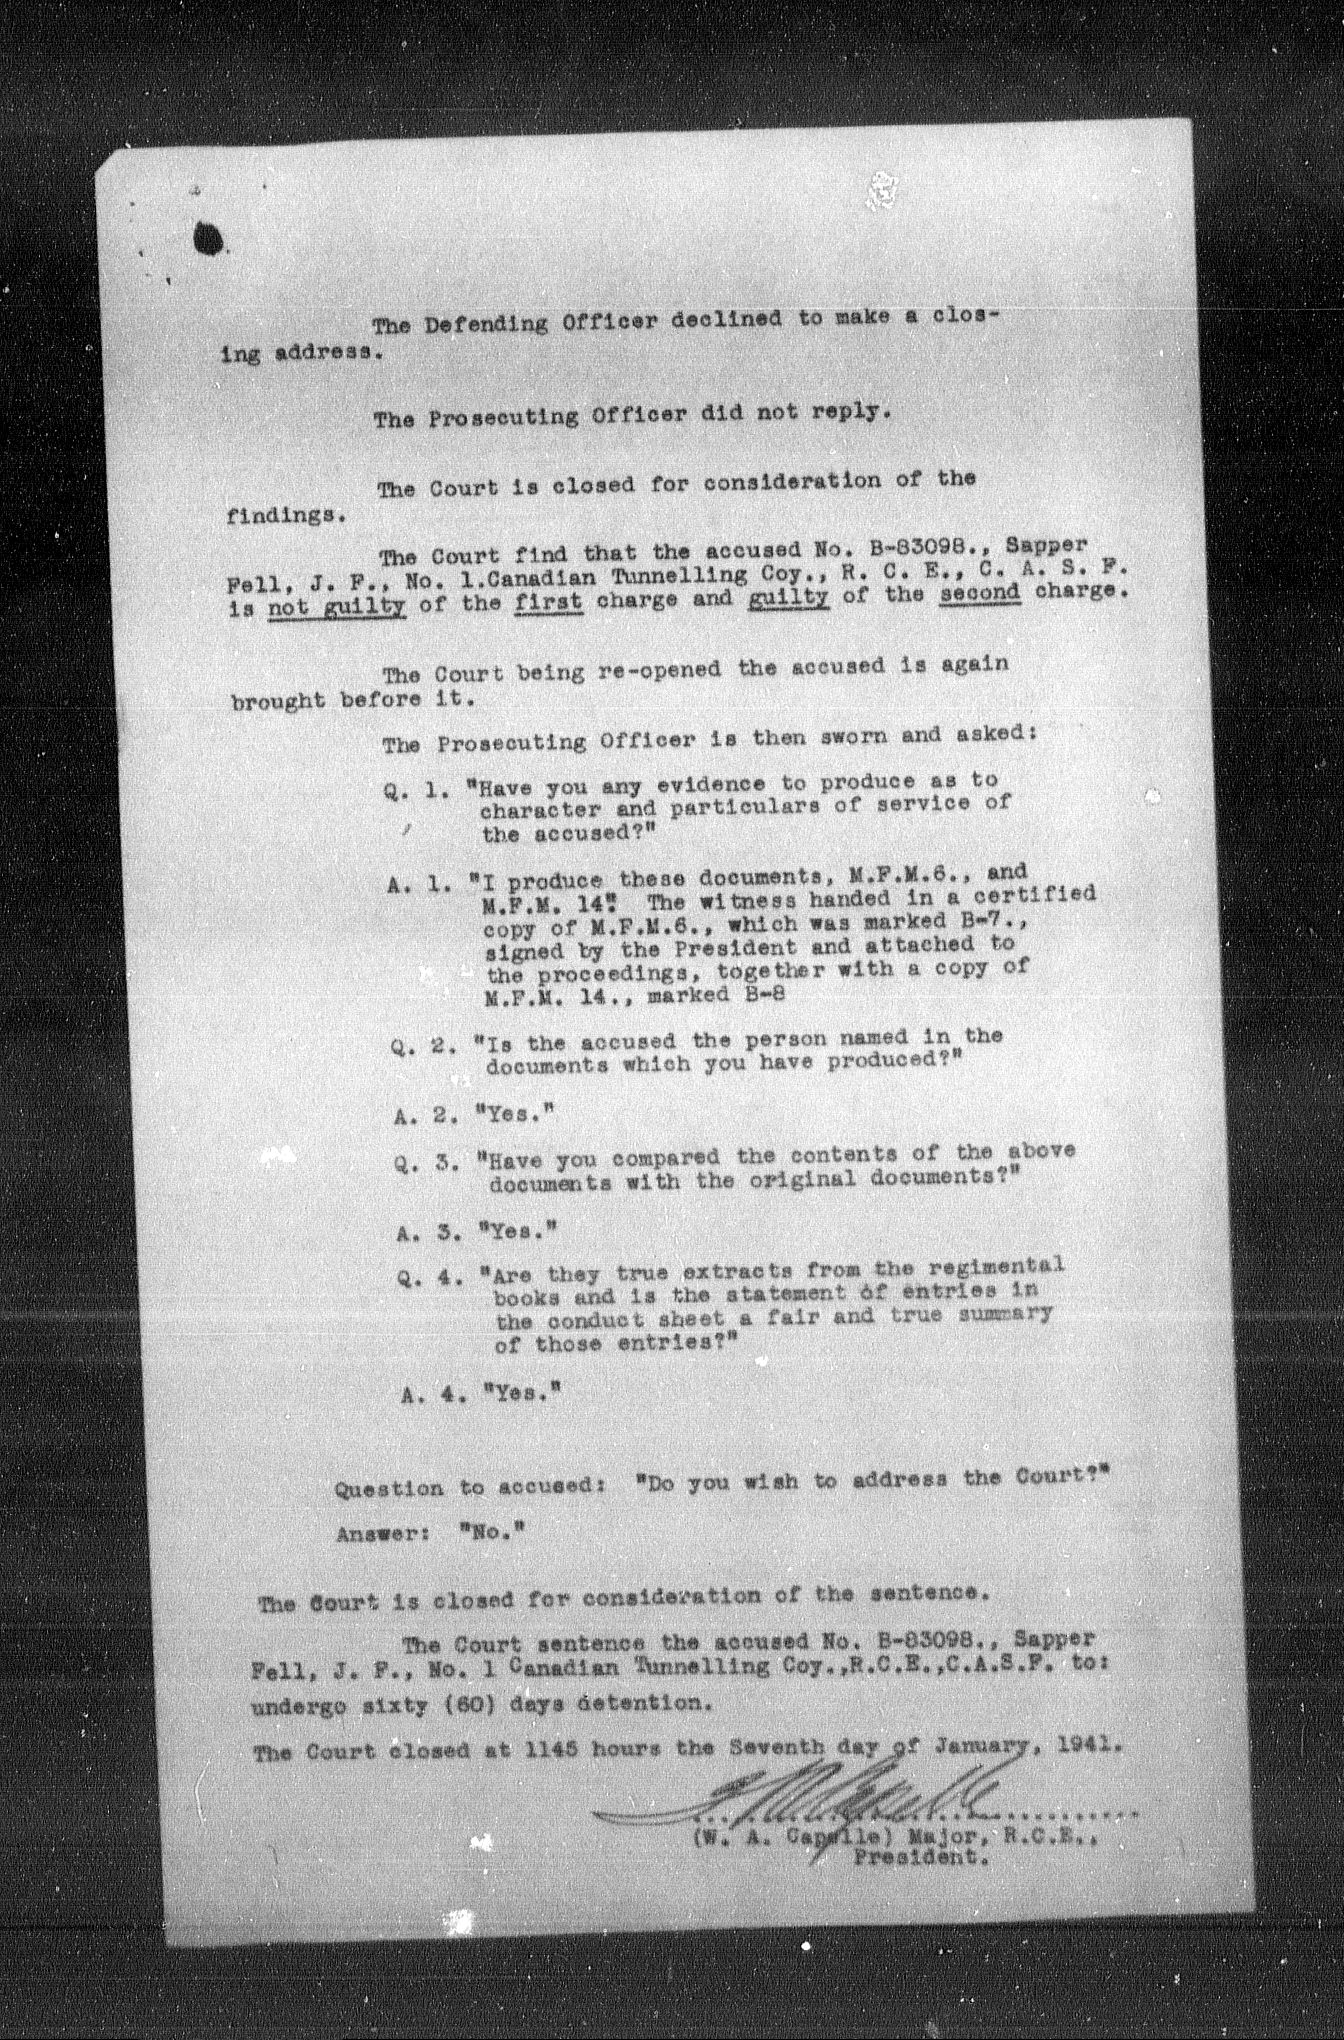 The Defending Officer declined to make a clos-
ing address.
The Prosecuting Officer did not reply.
The Court is closed for consideration of the
findings.
The Court find that the accused No. B-83098., Sapper
Fell, J. F., No. 1.Canadian Tunnelling Coy., R. C. E., C. A. S. F.
is not guilty of the first charge and guilty of the second charge.
The Court being re-opened the accused is again
brought before it.
The Prosecuting Officer is then sworn and asked:
Q. 1. "Have you any evidence to produce as to
character and particulars of service of
the accused?"
A. 1. "I produce these documents, M.F.M.6., and
M.F.M. 14". The witness handed in a certified
copy of M.F.M.6., which was marked B-7.,
signed by the President and attached to
the proceedings, together with a copy of
M.F.M. 14., marked B-8
Q. 2. "Is the accused the person named in the
documents which you have produced?"
A. 2. "Yes."
Q. 3. "Have you compared the contents of the above
documents with the original documents?"
A. 3. "Yes."
Q. 4. "Are they true extracts from the regimental
books and is the statement of entries in
the conduct sheet a fair and true summary
of those entries?"
A. 4. "Yes."
Question to accused: "Do you wish to address the Court?"
Answer: "No."
The Court is closed for consideration of the sentence.
The Court sentence the accused No. B-83098., Sapper
Fell, J. F., No. 1 Canadian Tunnelling Coy.,R.C.E.,C.A.S.F. to:
undergo sixty (60) days detention.
The Court closed at 1145 hours the Seventh day of January, 1941.
(W. A. Capelle) Major, R.C.E.,
President.